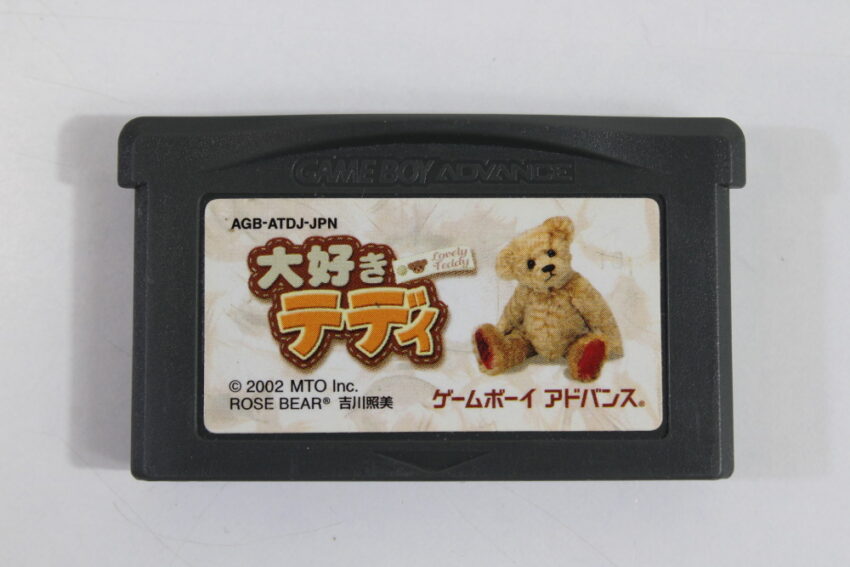 GAME BOY ADVANCE
AGB-ATDJ-JPN
大好き
Lovely
Teddy
テディ
© 2002 MTO Inc.
ROSE BEAR® 吉川照美
ゲームボーイ アドバンス®